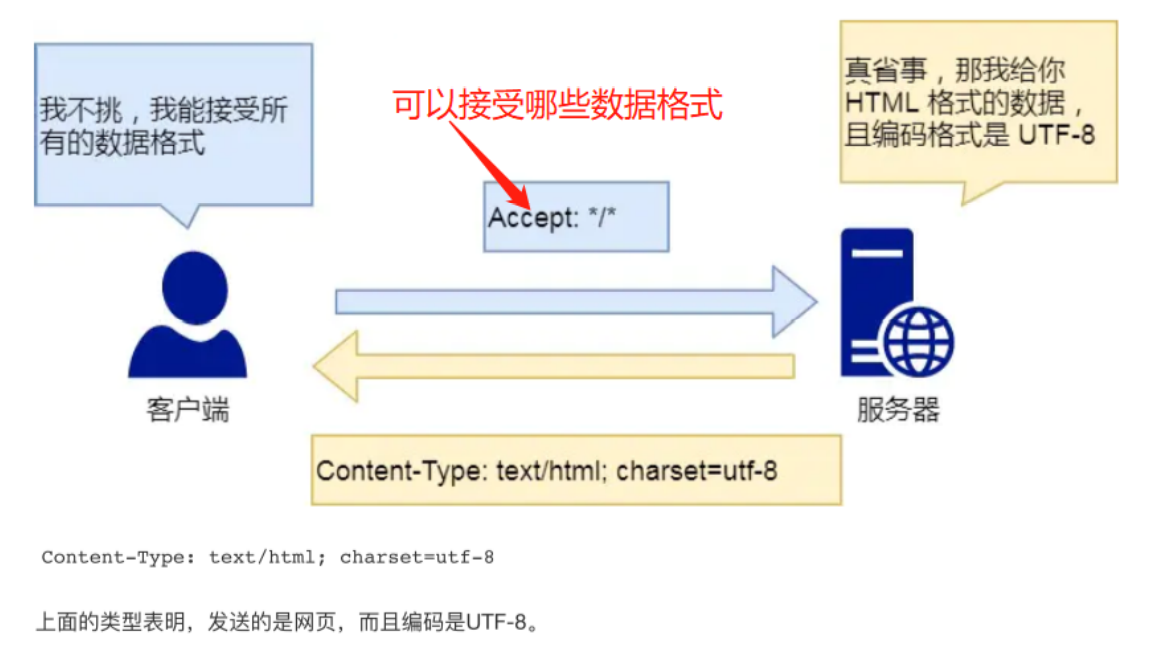 我不挑，我能接受所
有的数据格式
可以接受哪些数据格式
真省事，那我给你
HTML 格式的数据，
且编码格式是 UTF-8
Accept: */*
客户端
服务器
Content-Type: text/html; charset=utf-8
Content-Type: text/html; charset=utf-8
上面的类型表明，发送的是网页，而且编码是UTF-8。